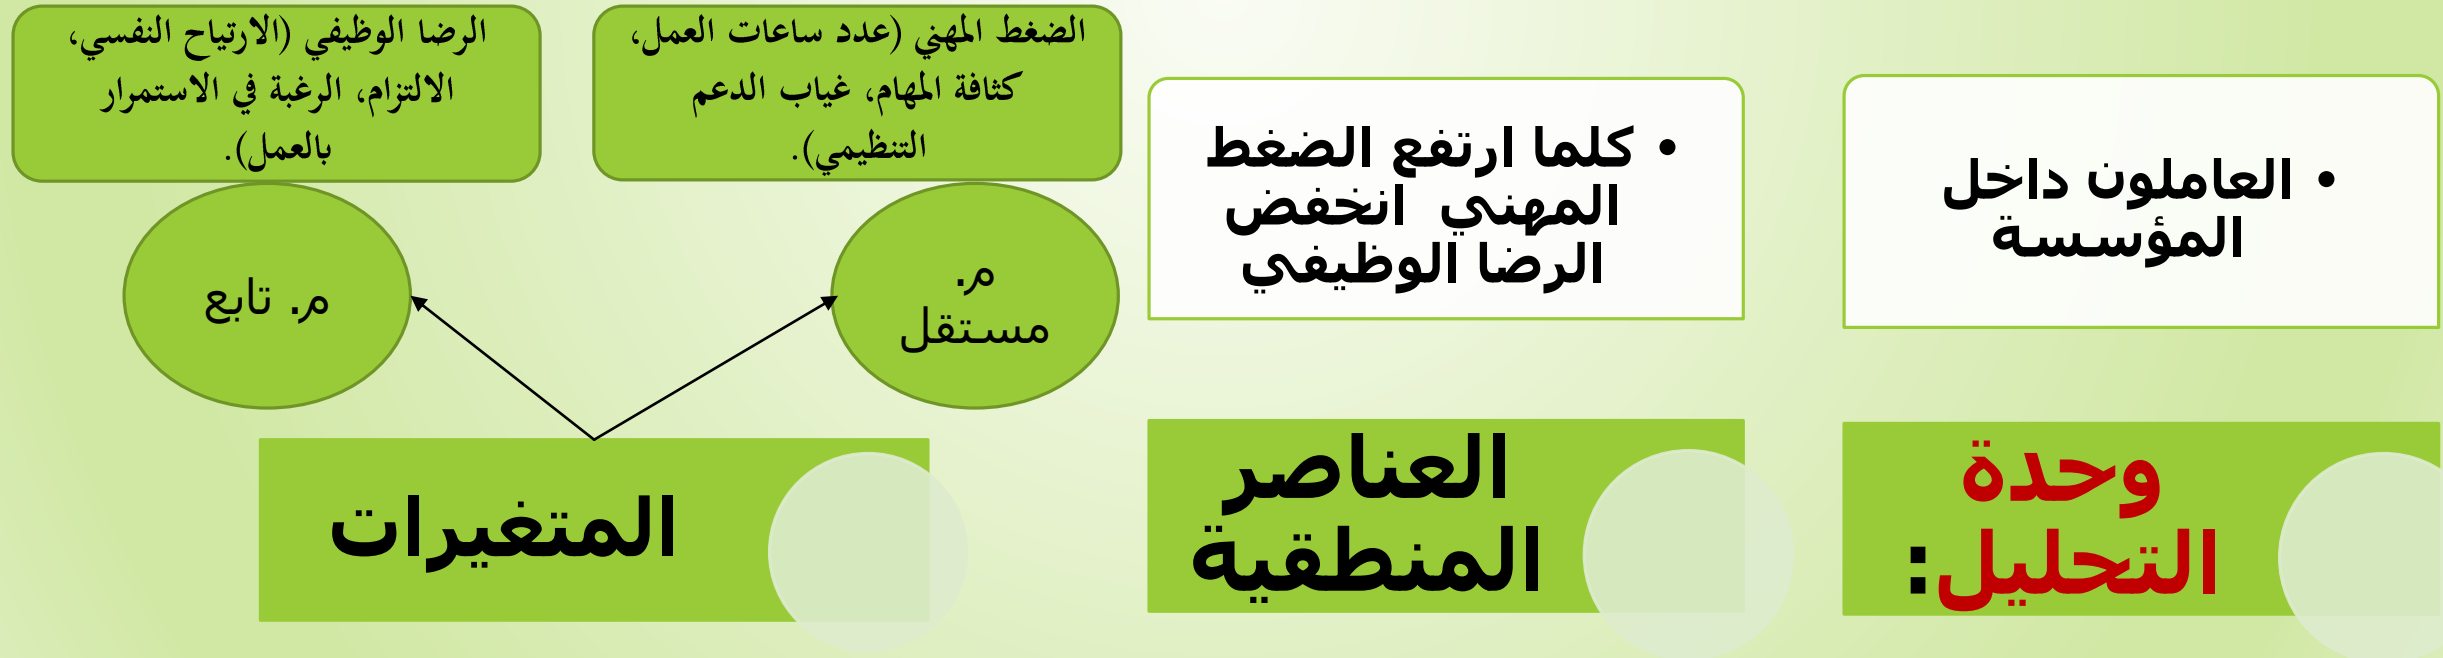 • العاملون داخل
المؤسسة
وحدة
التحليل:
• كلما ارتفع الضغط
المهني انخفض
الرضا الوظيفي
العناصر
المنطقية
الضغط المهني (عدد ساعات العمل،
كثافة المهام، غياب الدعم
التنظيمي).
م.
مستقل
الرضا الوظيفي (الارتياح النفسي،
الالتزام، الرغبة في الاستمرار
بالعمل).
م. تابع
المتغيرات